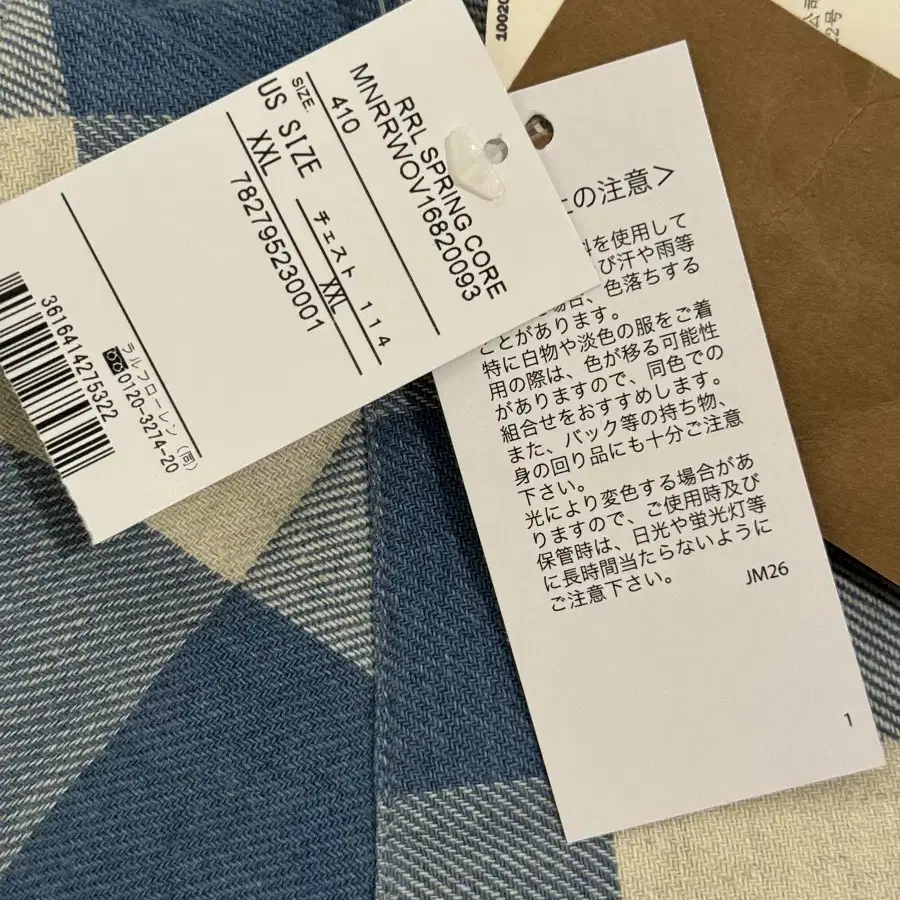 RRL SPRING CORE
MNRRWOV16820093
410
チェスト 114
SIZE: XXL
US SIZE
XXL
782795230001
ラルフローレン (同)
0120-3274-20
3616414275322
10020
公司
2号
の注意>
を使用して
び汗や雨等
場合、色落ちする
ことがあります。
特に白物や淡色の服をご着
用の際は、色が移る可能性
がありますので、同色での
組合せをおすすめします。
また、バック等の持ち物、
身の回り品にも十分ご注意
下さい。
光により変色する場合があ
りますので、ご使用時及び
保管時は、日光や蛍光灯等
に長時間当たらないように
ご注意下さい。
JM26
1